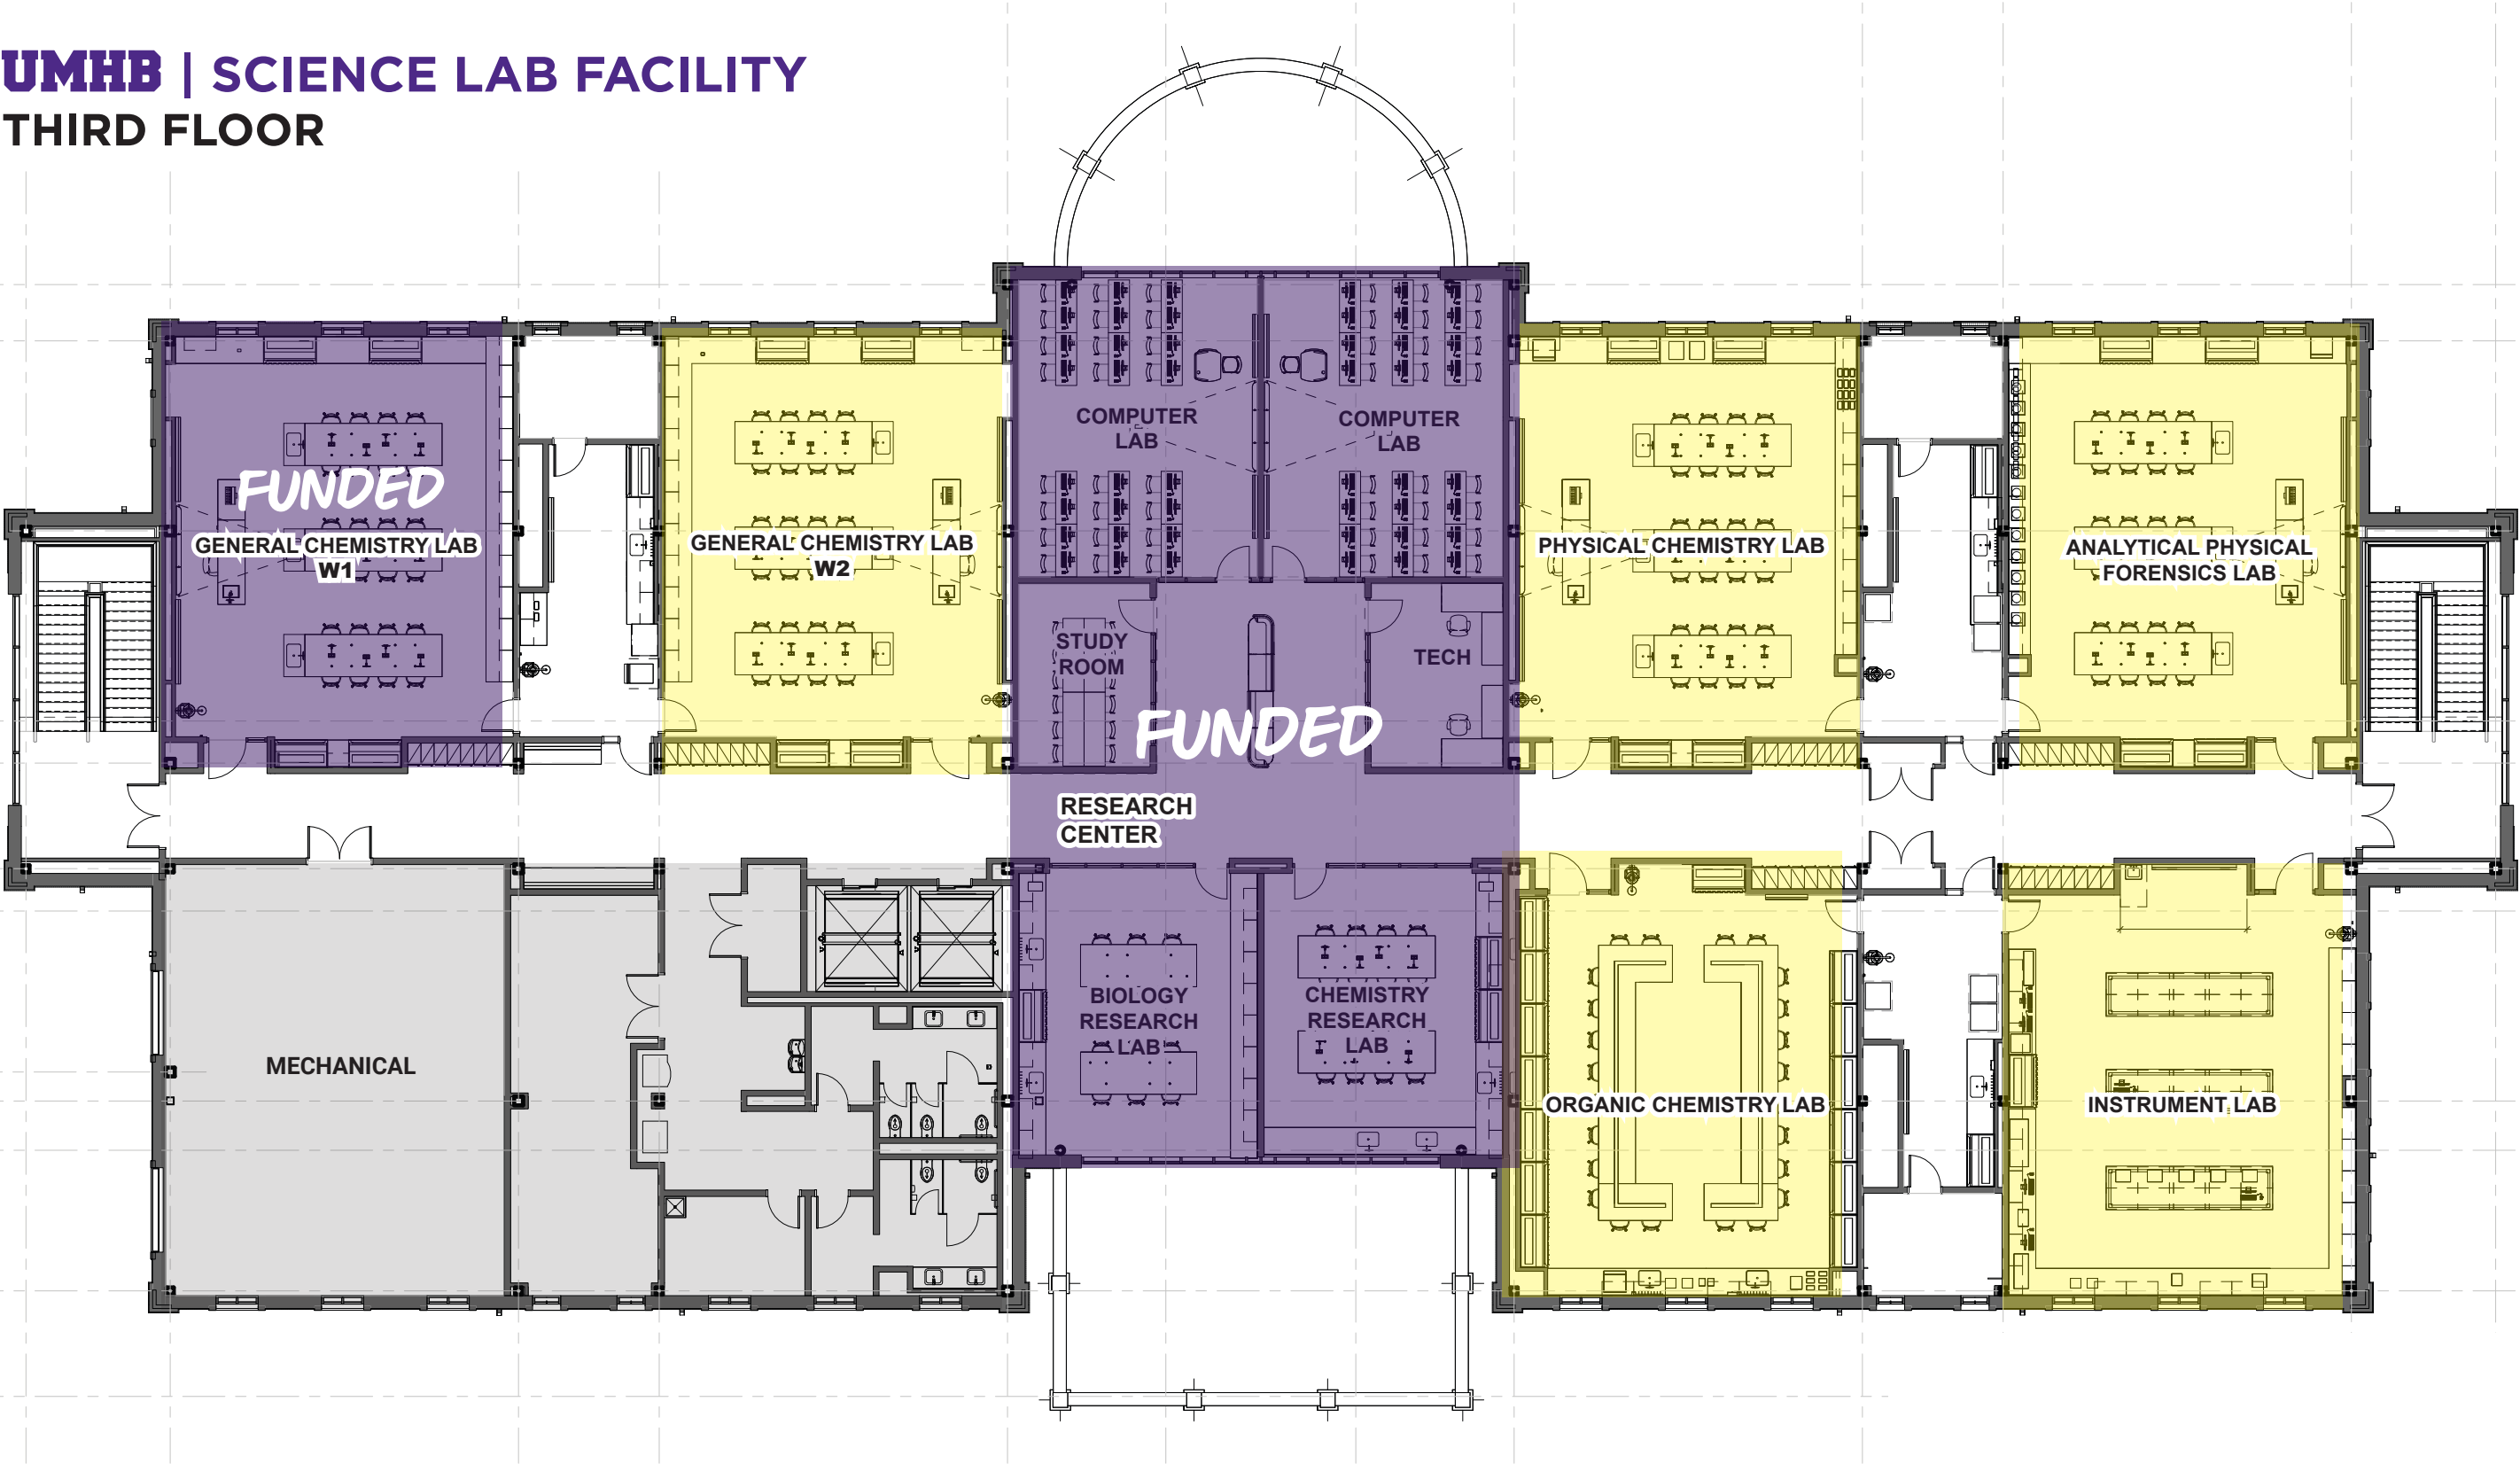 UMHB | SCIENCE LAB FACILITY
THIRD FLOOR
FUNDED
GENERAL CHEMISTRY LAB
W1
GENERAL CHEMISTRY LAB
W2
COMPUTER
LAB
COMPUTER
LAB
STUDY
ROOM
TECH
FUNDED
RESEARCH
CENTER
PHYSICAL CHEMISTRY LAB
ANALYTICAL PHYSICAL
FORENSICS LAB
MECHANICAL
BIOLOGY
RESEARCH
LAB
CHEMISTRY
RESEARCH
LAB
ORGANIC CHEMISTRY LAB
INSTRUMENT LAB